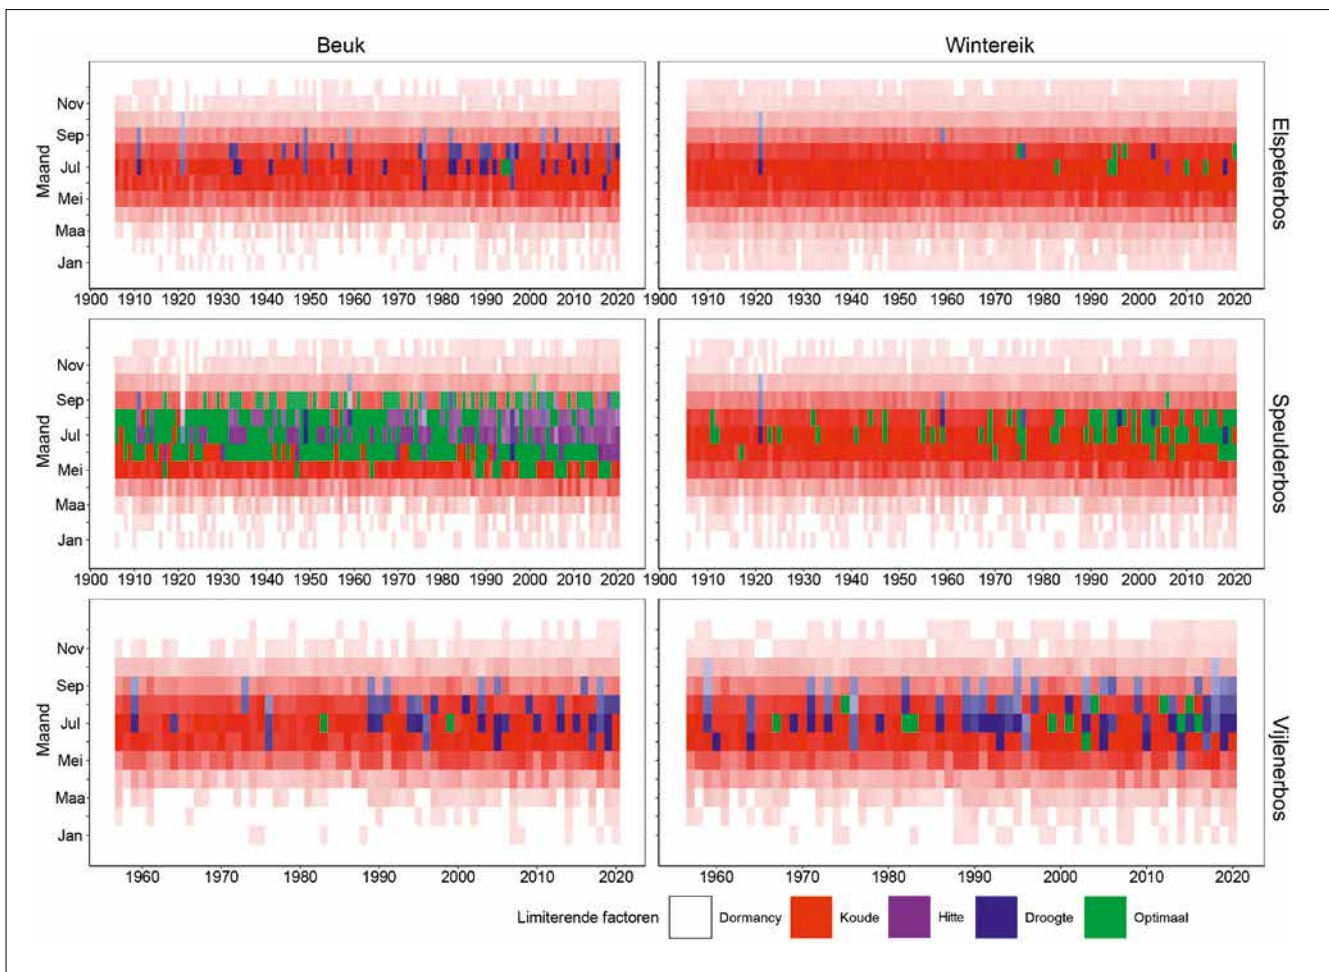 Beuk Wintereik
Maand
Nov
Sep
Jul
Mei
Maa
Jan
Elspeterbos
1900 1910 1920 1930 1940 1950 1960 1970 1980 1990 2000 2010 2020
1900 1910 1920 1930 1940 1950 1960 1970 1980 1990 2000 2010 2020
Maand
Nov
Sep
Jul
Mei
Maa
Jan
Speulderbos
1900 1910 1920 1930 1940 1950 1960 1970 1980 1990 2000 2010 2020
1900 1910 1920 1930 1940 1950 1960 1970 1980 1990 2000 2010 2020
Maand
Nov
Sep
Jul
Mei
Maa
Jan
Vijlenerbos
1960 1970 1980 1990 2000 2010 2020
1960 1970 1980 1990 2000 2010 2020
Limiterende factoren Dormancy Koude Hitte Droogte Optimaal